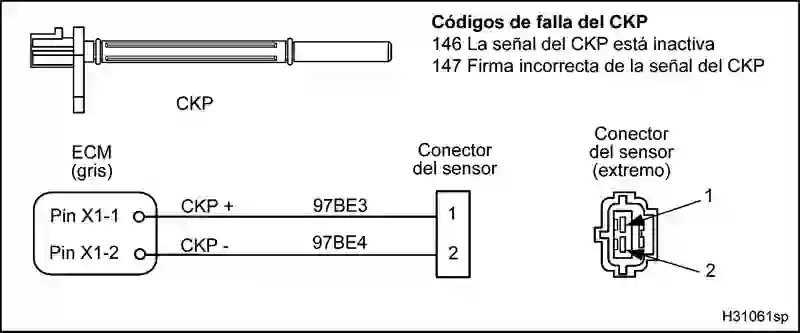 Códigos de falla del CKP
146 La señal del CKP está inactiva
147 Firma incorrecta de la señal del CKP
CKP
ECM
(gris)
Conector
del sensor
Conector
del sensor
(extremo)
Pin X1-1
CKP +
97BE3
1
1
Pin X1-2
CKP -
97BE4
2
2
H31061sp